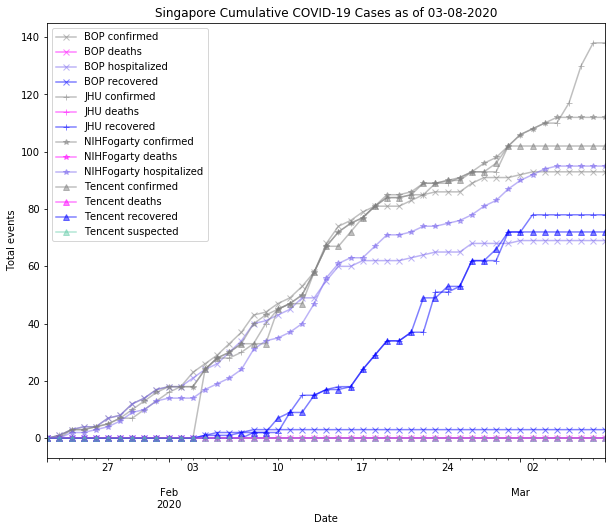 Singapore Cumulative COVID-19 Cases as of 03-08-2020
BOP confirmed
BOP deaths
BOP hospitalized
BOP recovered
JHU confirmed
JHU deaths
JHU recovered
NIHFogarty confirmed
NIHFogarty deaths
NIHFogarty hospitalized
Tencent confirmed
Tencent deaths
Tencent recovered
Tencent suspected
Total events
140
120
100
80
60
40
20
0
27 03 10 17 24 02
Feb Mar
2020
Date